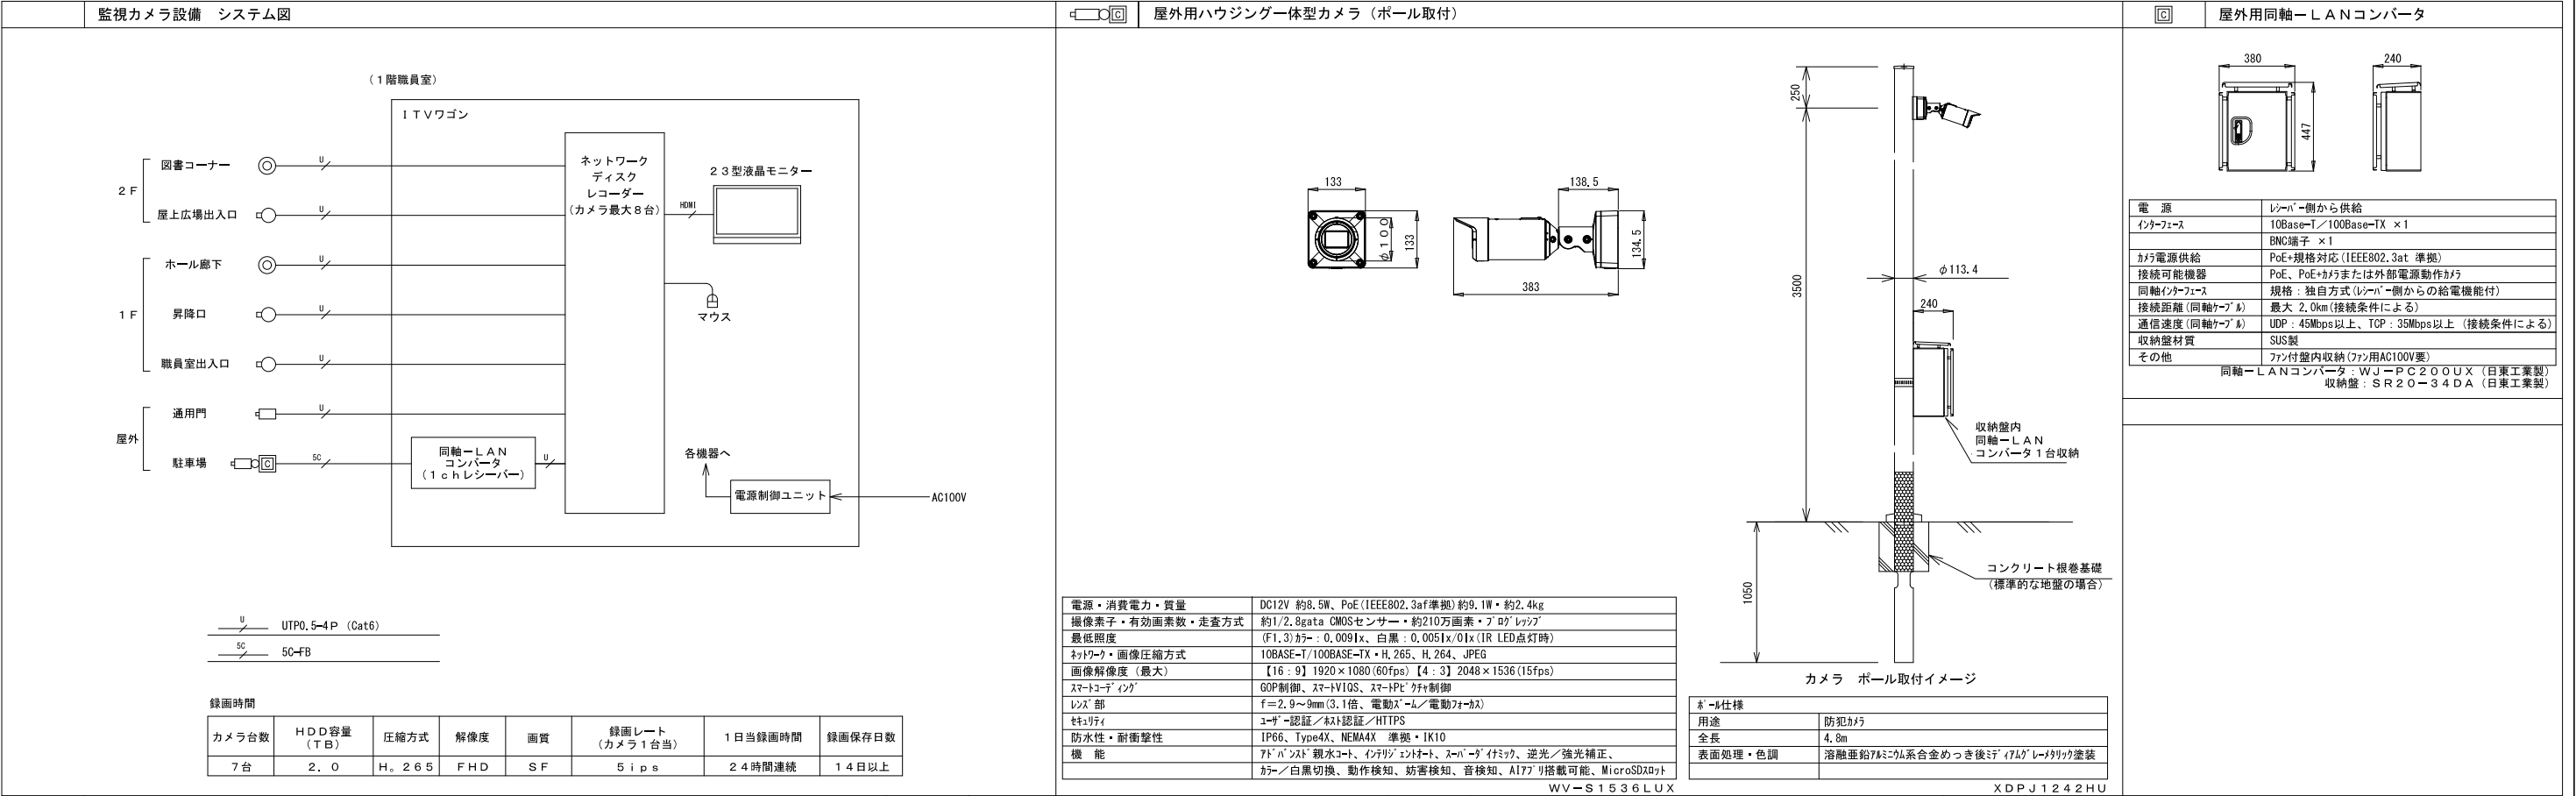 監視カメラ設備　システム図
（１階職員室）
ＩＴＶワゴン
２Ｆ
図書コーナー
U
屋上広場出入口
U
１Ｆ
ホール廊下
U
昇降口
U
職員室出入口
U
屋外
通用門
U
駐車場
C
5C
同軸ーＬＡＮ
コンバータ
（１ｃｈレシーバー）
U
ネットワーク
ディスク
レコーダー
（カメラ最大８台）
HDMI
２３型液晶モニター
マウス
各機器へ
電源制御ユニット
AC100V
U
UTP0.5-4P (Cat6)
5C
5C-FB
録画時間
カメラ台数　ＨＤＤ容量（ＴＢ）　圧縮方式　解像度　画質　録画レート（カメラ１台当）　１日当録画時間　録画保存日数
７台　２．０　Ｈ。２６５　ＦＨＤ　ＳＦ　５ｉｐｓ　２４時間連続　１４日以上
C
屋外用ハウジング一体型カメラ（ポール取付）
133
φ１００
133
138.5
134.5
383
電源・消費電力・質量　DC12V 約8.5W、PoE(IEEE802.3af準拠)約9.1W・約2.4kg
撮像素子・有効画素数・走査方式　約1/2.8gata CMOSセンサー・約210万画素・プログレッシブ
最低照度　(F1.3)カラー：0.009lx、白黒：0.005lx/0lx(IR LED点灯時)
ネットワーク・画像圧縮方式　10BASE-T/100BASE-TX・H.265、H.264、JPEG
画像解像度（最大）　【16：9】1920×1080(60fps)【4：3】2048×1536(15fps)
スマートコーディング　GOP制御、スマートVIQS、スマートPピクチャ制御
レンズ部　f=2.9～9mm(3.1倍、電動ズーム／電動フォーカス)
セキュリティ　ユーザー認証／ホスト認証／HTTPS
防水性・耐衝撃性　IP66、Type4X、NEMA4X　準拠・IK10
機　能　アドバンスド親水コート、インテリジェントオート、スーパーダイナミック、逆光／強光補正、
カラー／白黒切換、動作検知、妨害検知、音検知、AIアプリ搭載可能、MicroSDスロット
ＷＶ－Ｓ１５３６ＬＵＸ
250
3500
φ113.4
240
収納盤内
同軸ーＬＡＮ
コンバータ１台収納
1050
コンクリート根巻基礎
（標準的な地盤の場合）
カメラ　ポール取付イメージ
ポール仕様
用途　防犯カメラ
全長　4.8m
表面処理・色調　溶融亜鉛アルミニウム系合金めっき後ミディアムグレーメタリック塗装
ＸＤＰＪ１２４２ＨＵ
C
屋外用同軸ーＬＡＮコンバータ
380
240
447
電　源　レシーバー側から供給
インターフェース　10Base-T／100Base-TX ×1
BNC端子 ×1
カメラ電源供給　PoE+規格対応(IEEE802.3at 準拠)
接続可能機器　PoE、PoE+カメラまたは外部電源動作カメラ
同軸インターフェース　規格：独自方式(レシーバー側からの給電機能付)
接続距離(同軸ケーブル)　最大 2.0km(接続条件による)
通信速度(同軸ケーブル)　UDP：45Mbps以上、TCP：35Mbps以上（接続条件による）
収納盤材質　SUS製
その他　ファン付盤内収納(ファン用AC100V要)
同軸ーＬＡＮコンバータ：ＷＪーＰＣ２００ＵＸ（日東工業製）
収納盤：ＳＲ２０－３４ＤＡ（日東工業製）